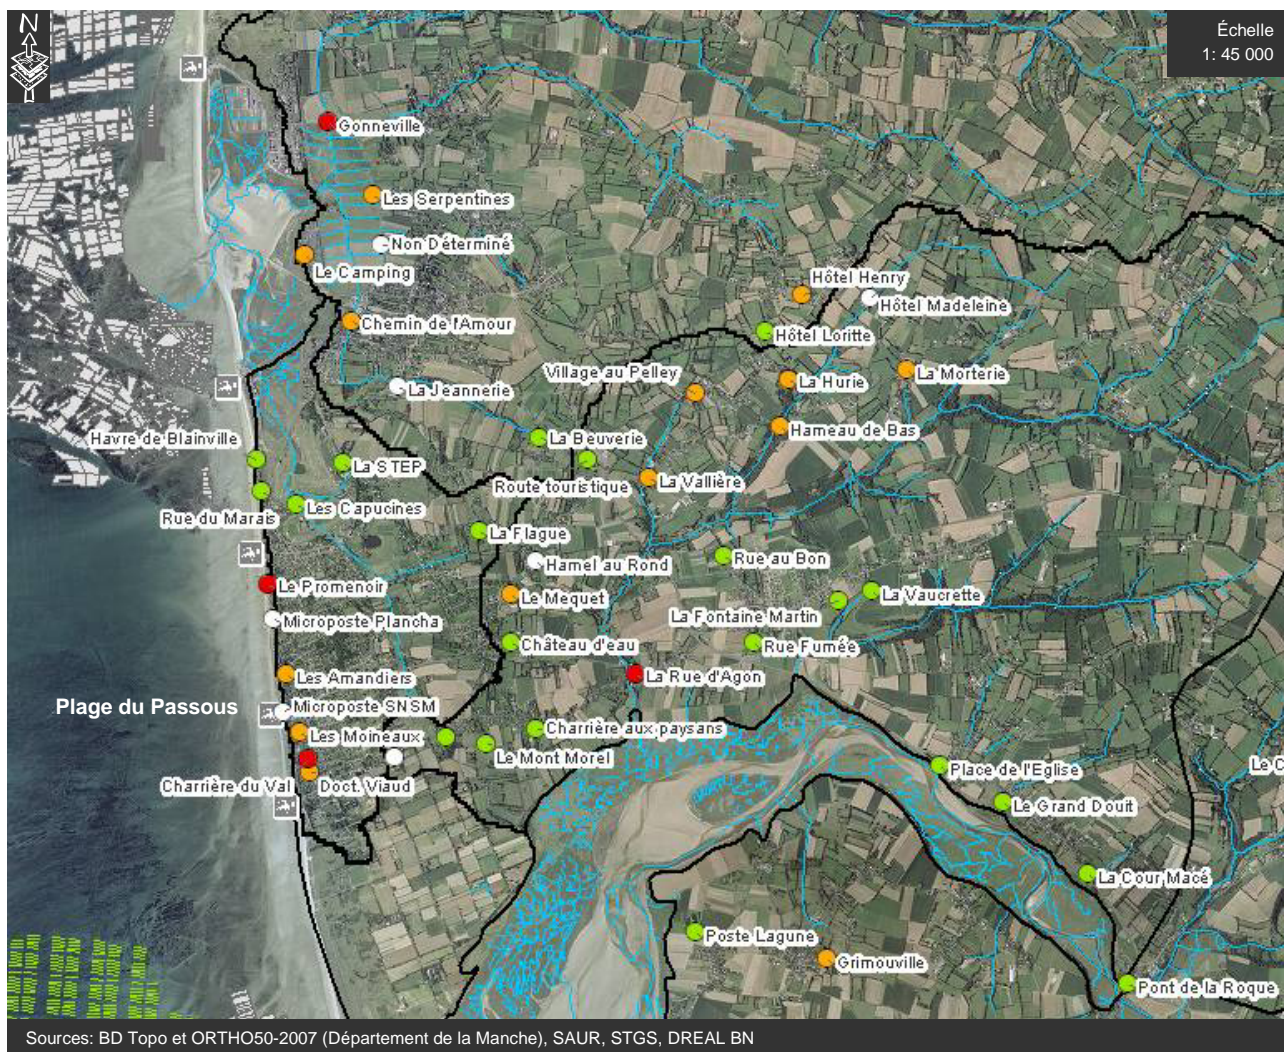 N
Échelle
1: 45 000
Gonneville
Les Serpentines
Non Déterminé
Le Camping
Hôtel Henry
Hôtel Madeleine
Chemin de l'Amour
Hôtel Loritte
Village au Pelley
La Hurie
La Morterie
La Jeannerie
Havre de Blainville
La Beuverie
Hameau de Bas
La STEP
Route touristique
La Vallière
Rue du Marais
Les Capucines
La Flague
Hamel au Rond
Rue au Bon
Le Promenoir
Le Mequet
La Vaucrette
Microposte Plancha
La Fontaine Martin
Château d'eau
Rue Fumée
Les Amandiers
La Rue d'Agon
Plage du Passous
Microposte SNSM
Les Moineaux
Charrière aux paysans
Le Mont Morel
Charrière du Val
Doct. Viaud
Place de l'Eglise
Le C
Le Grand Douit
La Cour Macé
Poste Lagune
Grimouville
Pont de la Roque
Sources: BD Topo et ORTHO50-2007 (Département de la Manche), SAUR, STGS, DREAL BN